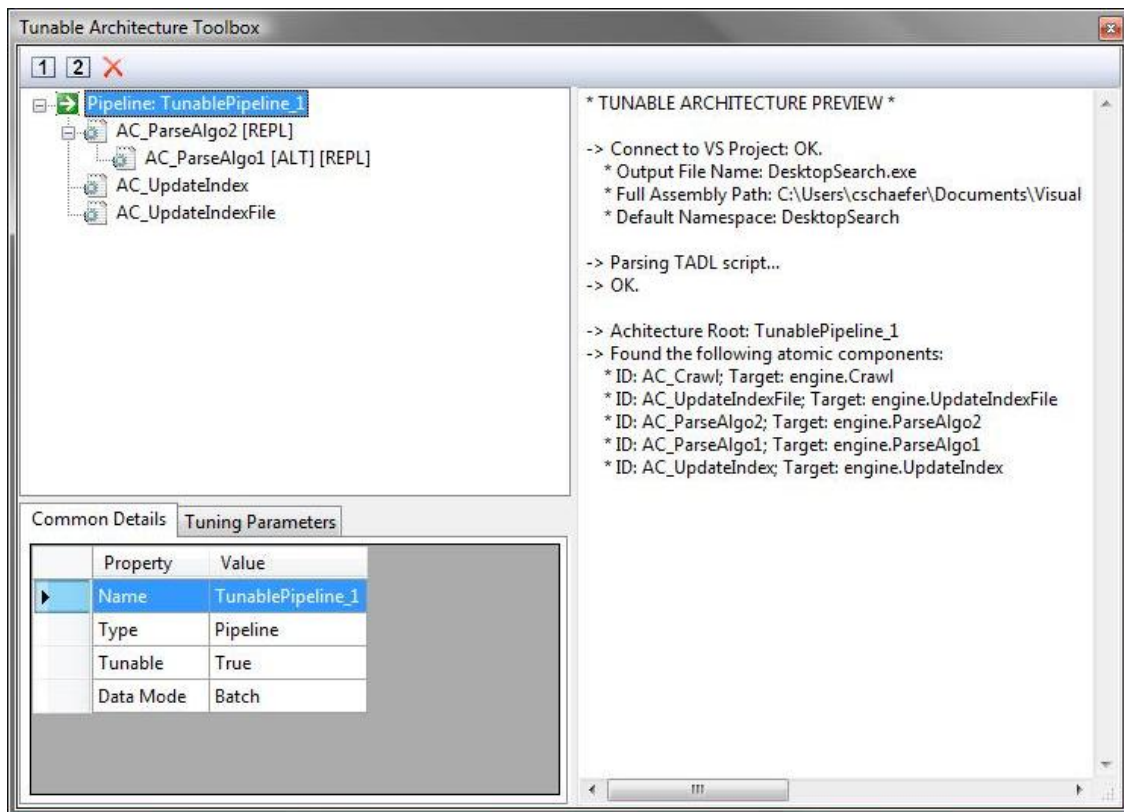 Tunable Architecture Toolbox
1 2
Pipeline: TunablePipeline_1
AC_ParseAlgo2 [REPL]
AC_ParseAlgo1 [ALT] [REPL]
AC_UpdateIndex
AC_UpdateIndexFile
Common Details Tuning Parameters
Property Value
Name TunablePipeline_1
Type Pipeline
Tunable True
Data Mode Batch
* TUNABLE ARCHITECTURE PREVIEW *
-> Connect to VS Project: OK.
* Output File Name: DesktopSearch.exe
* Full Assembly Path: C:\Users\cschaefer\Documents\Visual
* Default Namespace: DesktopSearch
-> Parsing TADL script...
-> OK.
-> Achitecture Root: TunablePipeline_1
-> Found the following atomic components:
* ID: AC_Crawl; Target: engine.Crawl
* ID: AC_UpdateIndexFile; Target: engine.UpdateIndexFile
* ID: AC_ParseAlgo2; Target: engine.ParseAlgo2
* ID: AC_ParseAlgo1; Target: engine.ParseAlgo1
* ID: AC_UpdateIndex; Target: engine.UpdateIndex